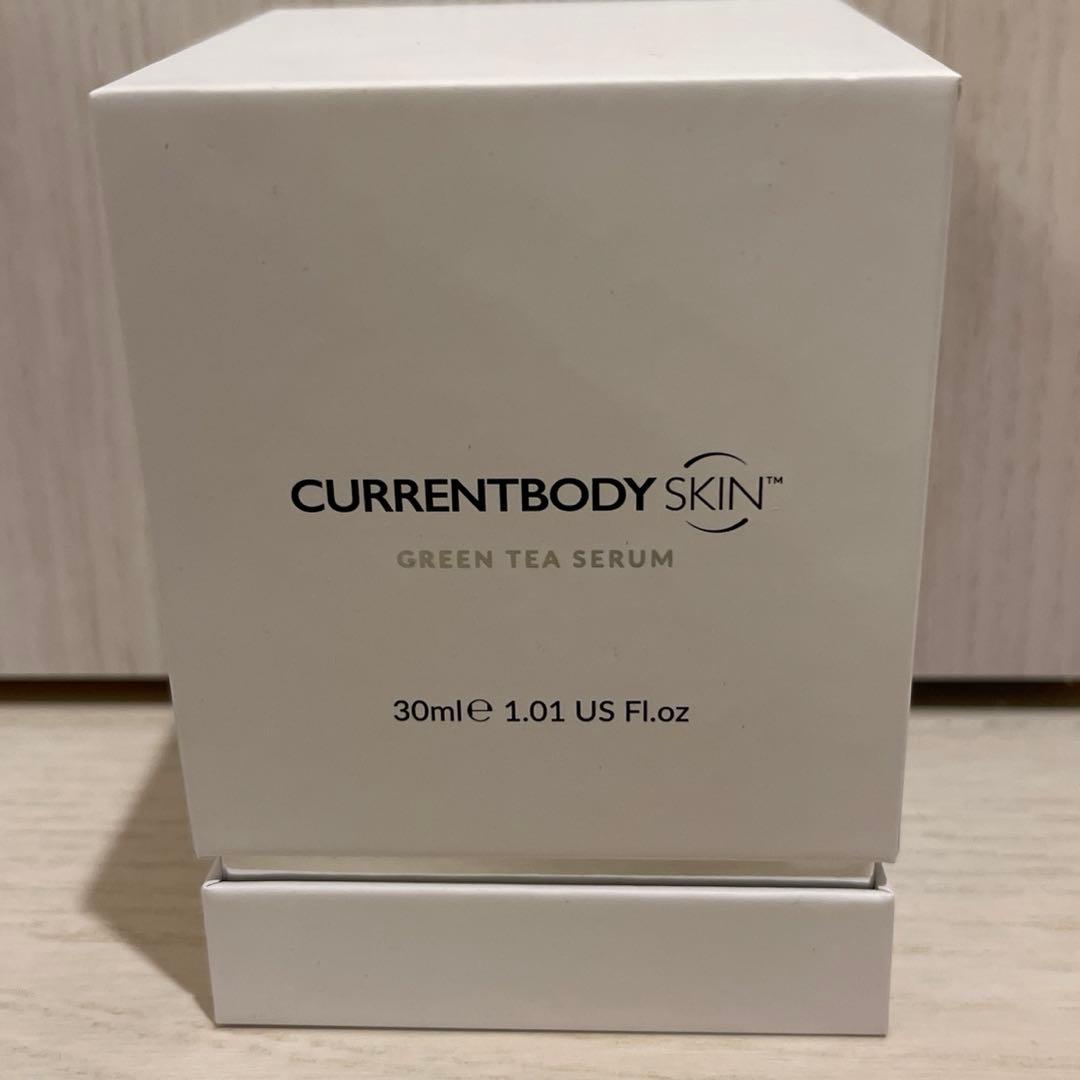 CURRENTBODY SKIN™
GREEN TEA SERUM
30ml℮ 1.01 US Fl.oz